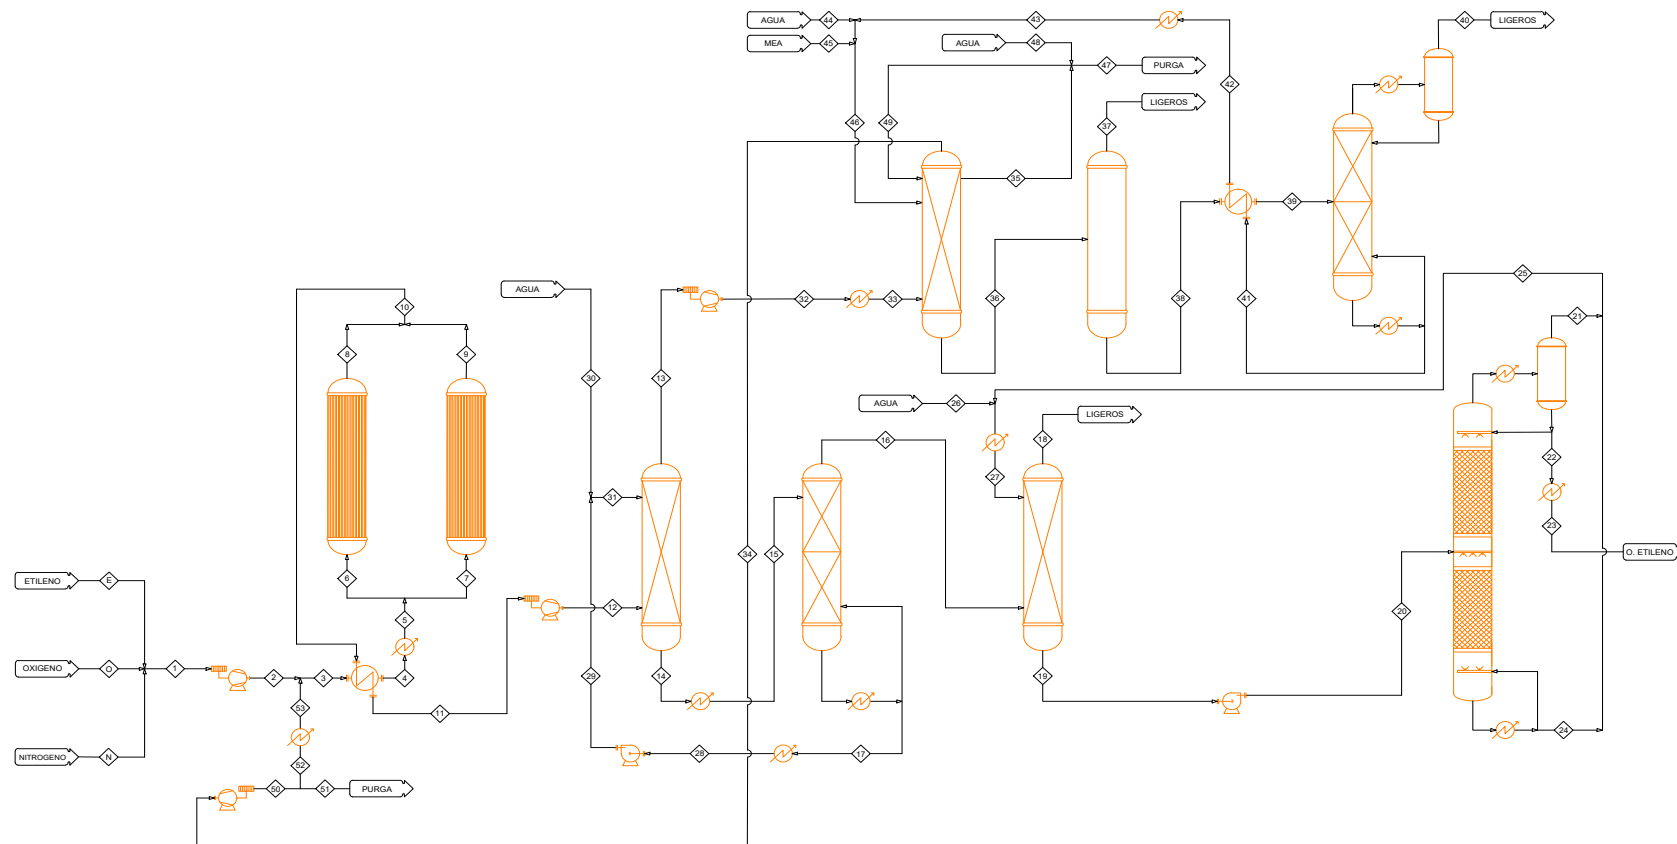 AGUA 44 43 40 LIGEROS
MEA 45 AGUA 48
47 PURGA
42
LIGEROS
46 49 37
35
39
25
AGUA 36 38 41
32 33
10
21
8 9 13 30
AGUA 26
LIGEROS
16 18
22
27
31 15 23
34 O. ETILENO
ETILENO E 6 7
12 20
5
OXIGENO O 1 2 3 4 14 29 19
11
53 24
NITROGENO N 28 17
52
50 51 PURGA